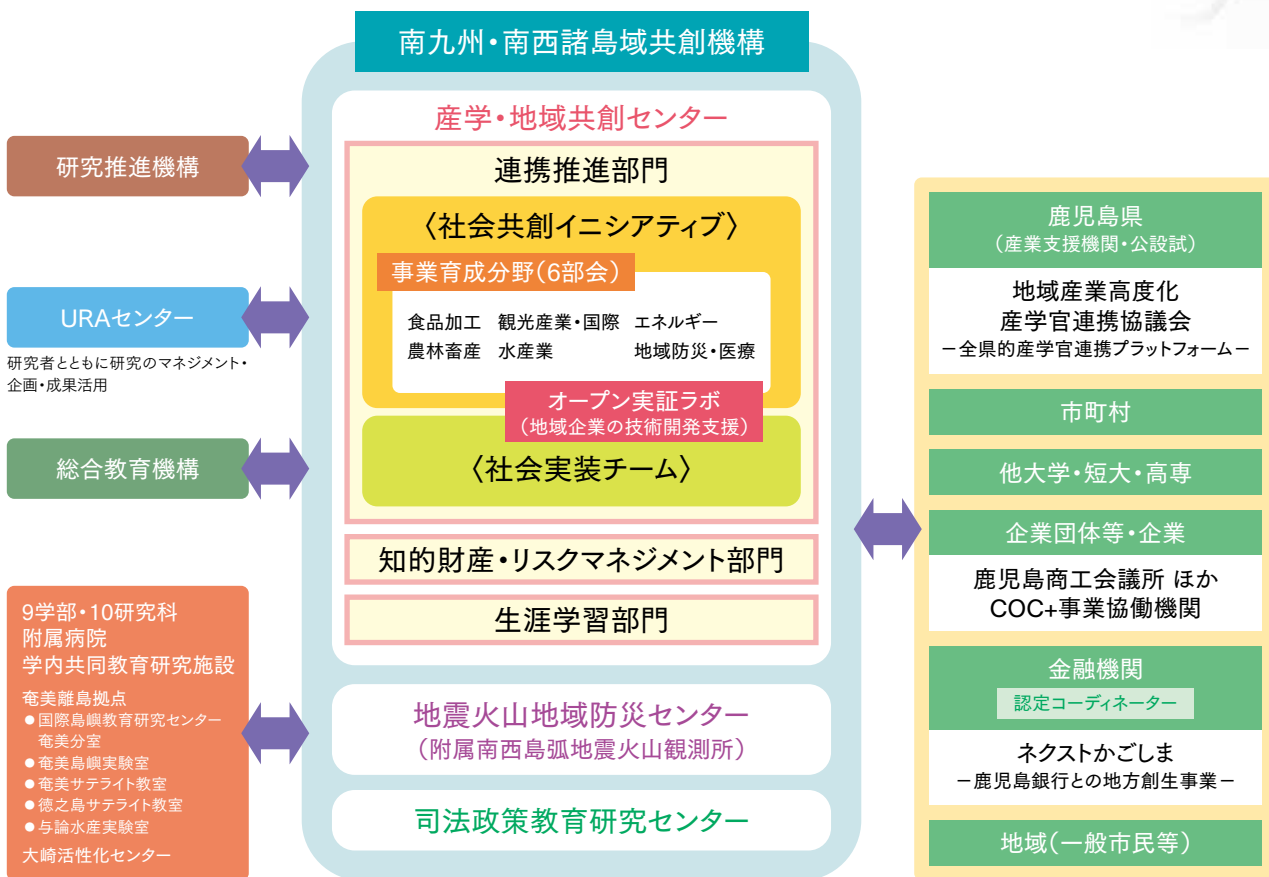 南九州・南西諸島域共創機構
研究推進機構
URAセンター
研究者とともに研究のマネジメント・
企画・成果活用
総合教育機構
9学部・10研究科
附属病院
学内共同教育研究施設
奄美離島拠点
●国際島嶼教育研究センター
奄美分室
●奄美島嶼実験室
●奄美サテライト教室
●徳之島サテライト教室
●与論水産実験室
大崎活性化センター
産学・地域共創センター
連携推進部門
〈社会共創イニシアティブ〉
事業育成分野(6部会)
食品加工 観光産業・国際 エネルギー
農林畜産 水産業 地域防災・医療
オープン実証ラボ
(地域企業の技術開発支援)
〈社会実装チーム〉
知的財産・リスクマネジメント部門
生涯学習部門
地震火山地域防災センター
(附属南西島弧地震火山観測所)
司法政策教育研究センター
鹿児島県
(産業支援機関・公設試)
地域産業高度化
産学官連携協議会
−全県的産学官連携プラットフォーム−
市町村
他大学・短大・高専
企業団体等・企業
鹿児島商工会議所 ほか
COC+事業協働機関
金融機関
認定コーディネーター
ネクストかごしま
−鹿児島銀行との地方創生事業−
地域(一般市民等)